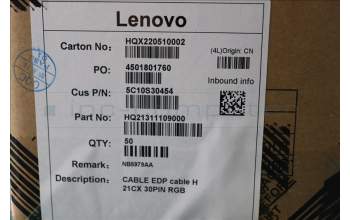 Lenovo
Carton No: HQX220510002
(4L)Origin: CN
PO: 4501801760
Inbound info
Cus P/N: 5C10S30454
Part No: HQ21311109000
QTY: 50
Remark: NB5975AA
Description: CABLE EDP cable H
21CX 30PIN RGB